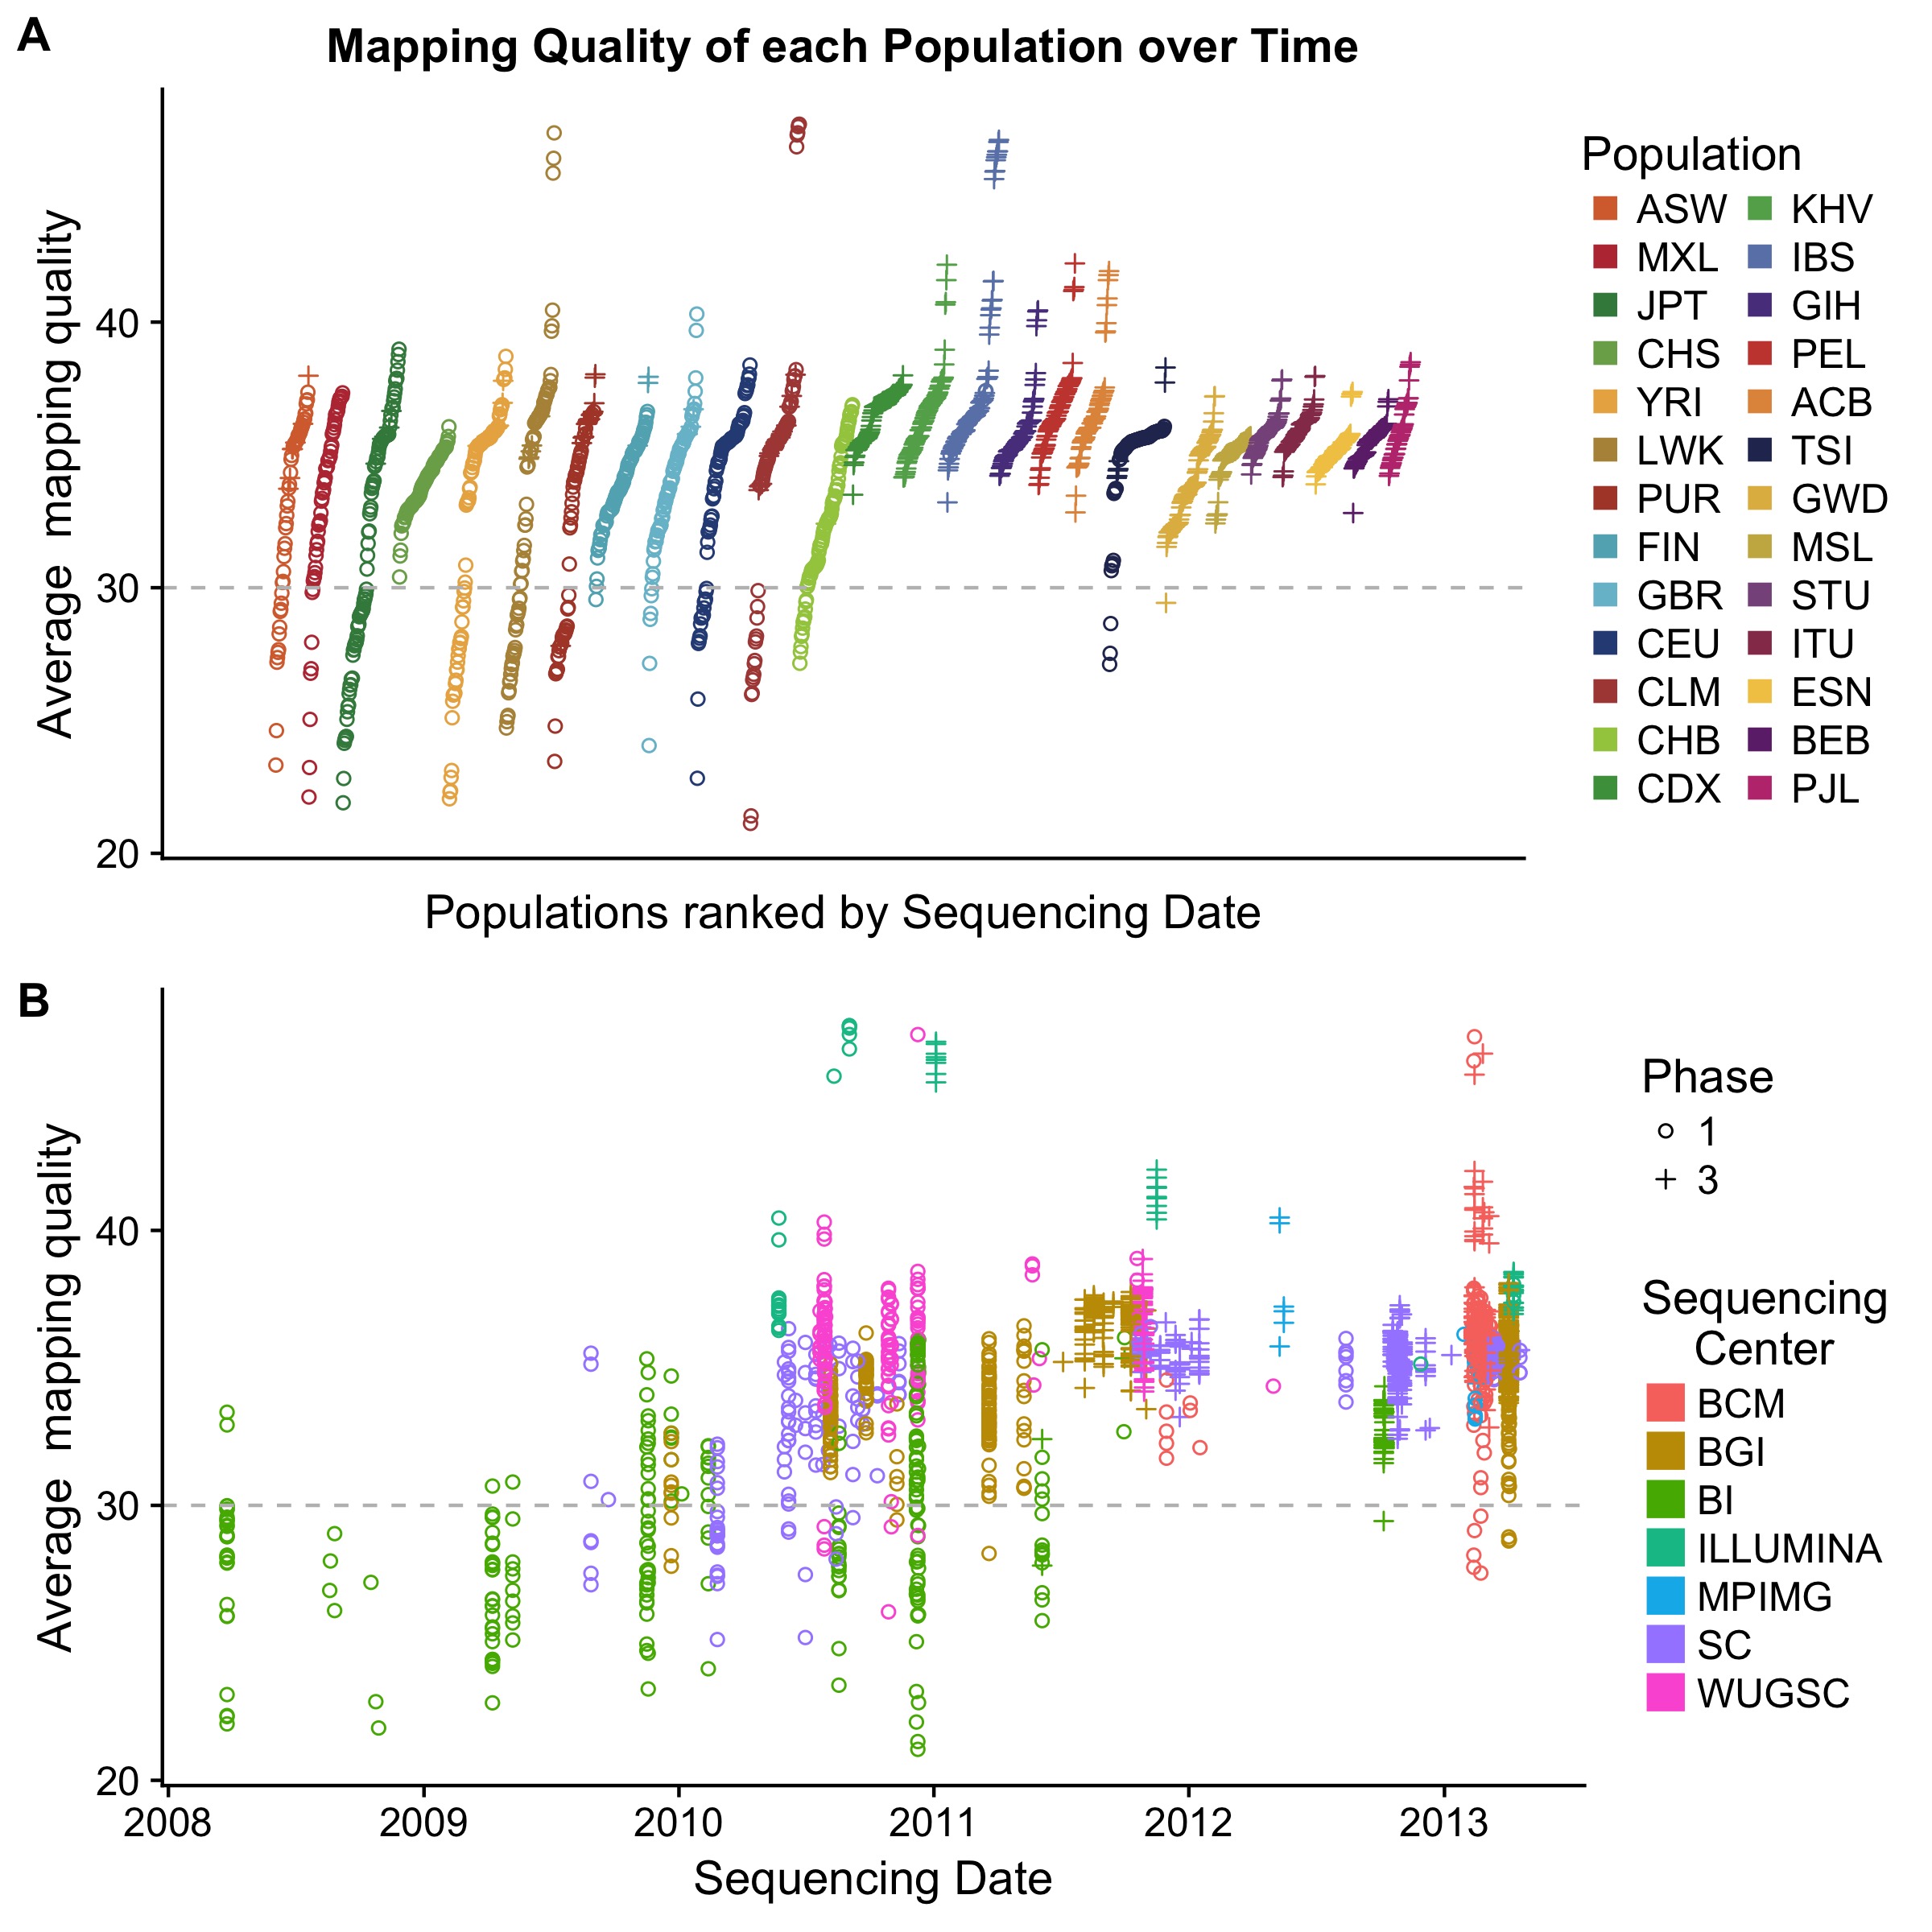 A
Mapping Quality of each Population over Time
Average mapping quality
40
30
20
Populations ranked by Sequencing Date
Population
ASW KHV
MXL IBS
JPT GIH
CHS PEL
YRI ACB
LWK TSI
PUR GWD
FIN MSL
GBR STU
CEU ITU
CLM ESN
CHB BEB
CDX PJL
B
Average mapping quality
40
30
20
2008 2009 2010 2011 2012 2013
Sequencing Date
Phase
1
3
Sequencing
Center
BCM
BGI
BI
ILLUMINA
MPIMG
SC
WUGSC